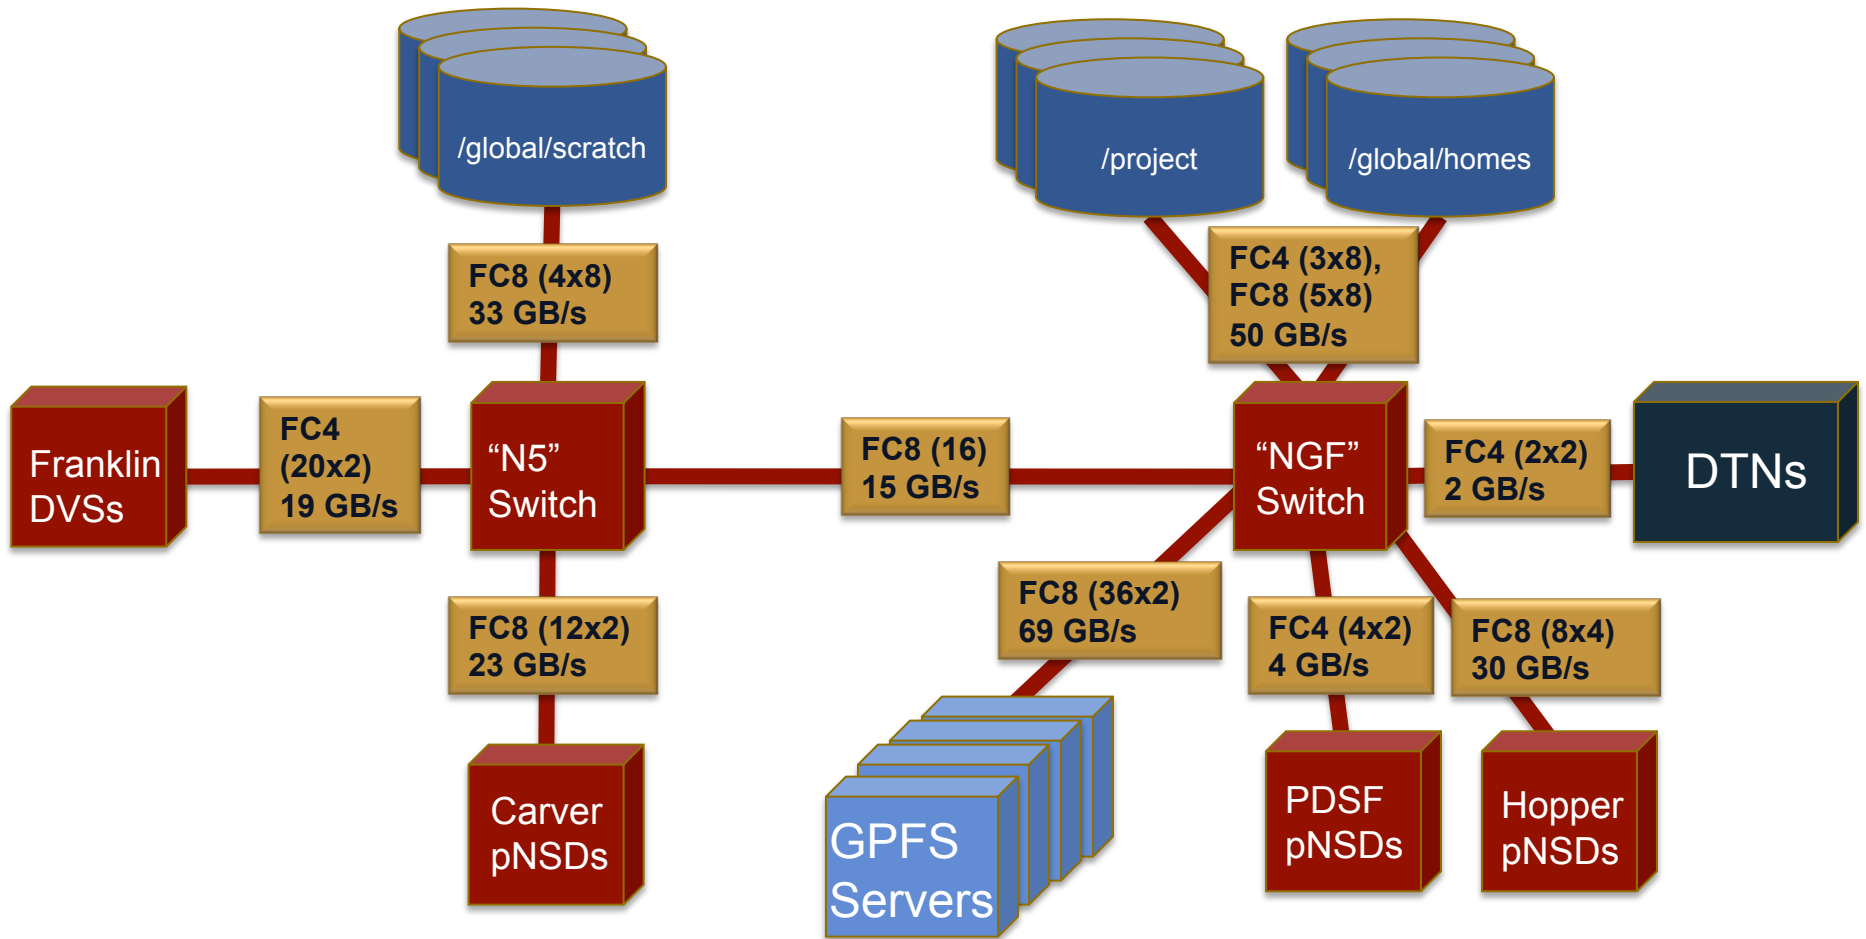 /global/scratch
/project
/global/homes
FC8 (4x8)
33 GB/s
FC4 (3x8),
FC8 (5x8)
50 GB/s
Franklin
DVSs
FC4
(20x2)
19 GB/s
“N5”
Switch
FC8 (16)
15 GB/s
“NGF”
Switch
FC4 (2x2)
2 GB/s
DTNs
FC8 (12x2)
23 GB/s
FC8 (36x2)
69 GB/s
FC4 (4x2)
4 GB/s
FC8 (8x4)
30 GB/s
Carver
pNSDs
GPFS
Servers
PDSF
pNSDs
Hopper
pNSDs